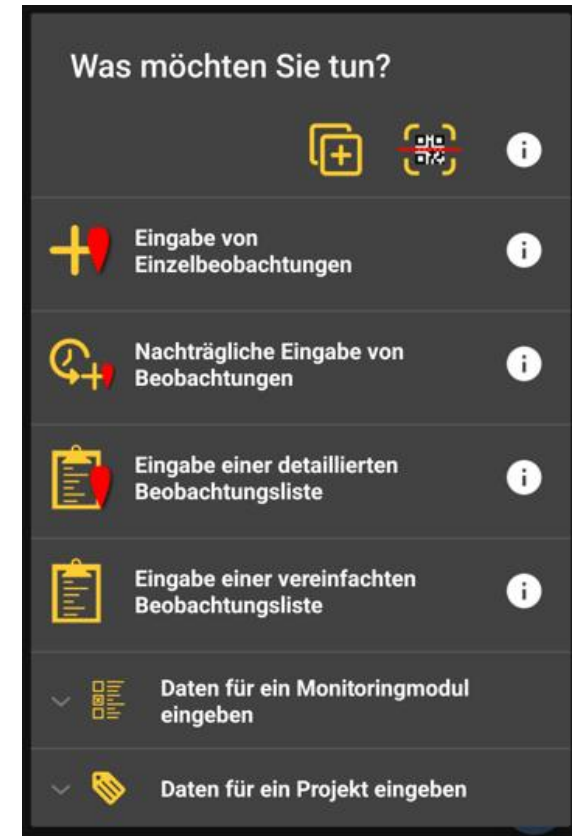 Was möchten Sie tun?
Eingabe von
Einzelbeobachtungen
Nachträgliche Eingabe von
Beobachtungen
Eingabe einer detaillierten
Beobachtungsliste
Eingabe einer vereinfachten
Beobachtungsliste
Daten für ein Monitoringmodul
eingeben
Daten für ein Projekt eingeben